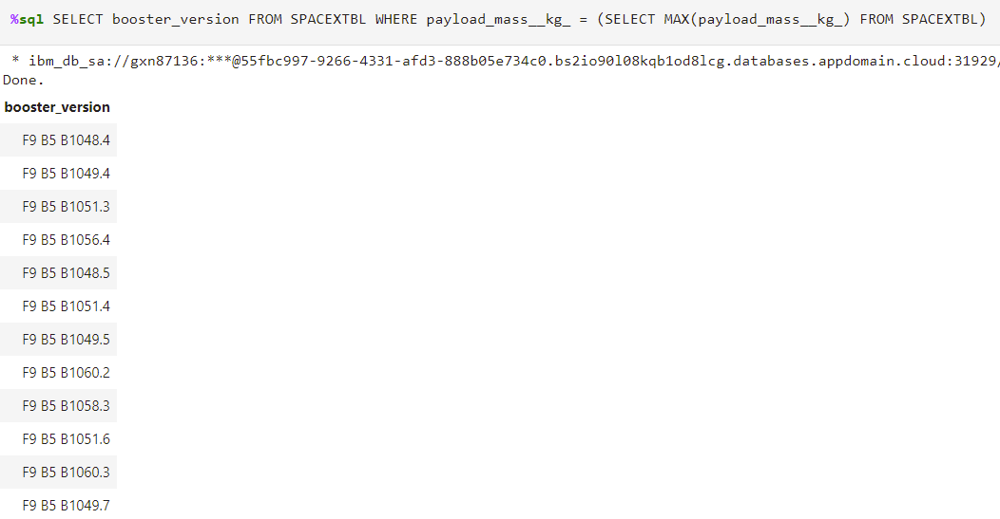 %sql SELECT booster_version FROM SPACEXTBL WHERE payload_mass__kg_ = (SELECT MAX(payload_mass__kg_) FROM SPACEXTBL)
* ibm_db_sa://gxn87136:***@55fbc997-9266-4331-afd3-888b05e734c0.bs2io90l08kqb1od8lcg.databases.appdomain.cloud:31929/
Done.
booster_version
F9 B5 B1048.4
F9 B5 B1049.4
F9 B5 B1051.3
F9 B5 B1056.4
F9 B5 B1048.5
F9 B5 B1051.4
F9 B5 B1049.5
F9 B5 B1060.2
F9 B5 B1058.3
F9 B5 B1051.6
F9 B5 B1060.3
F9 B5 B1049.7